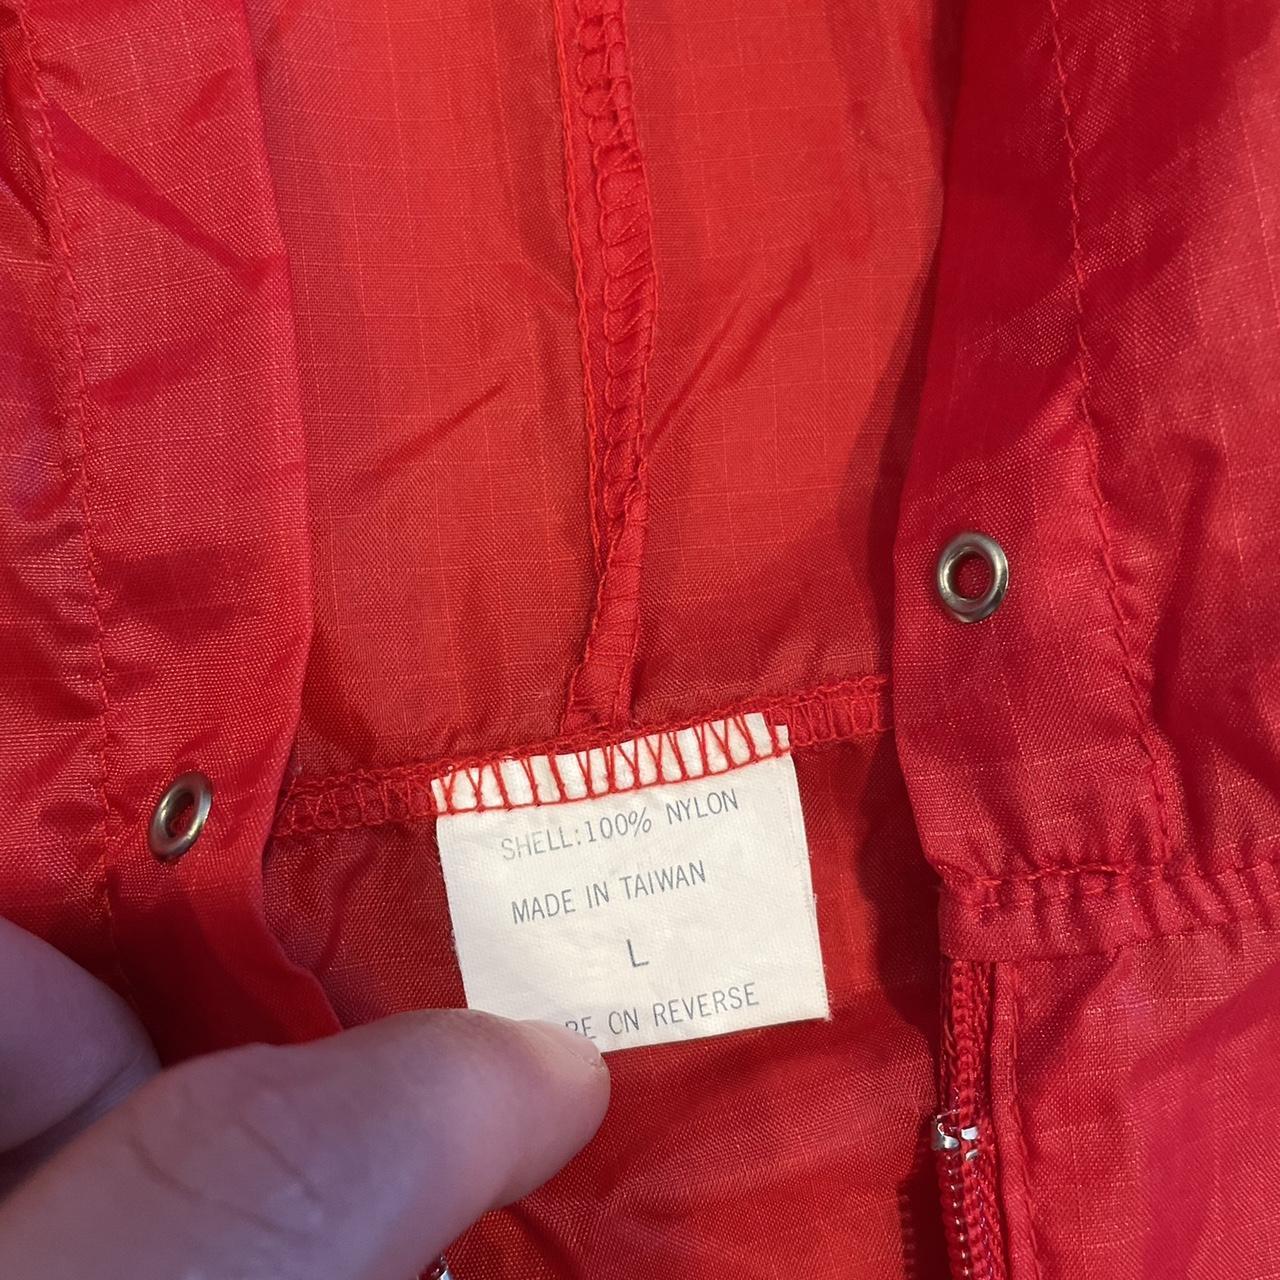 SHELL:100% NYLON
MADE IN TAIWAN
L
ON REVERSE